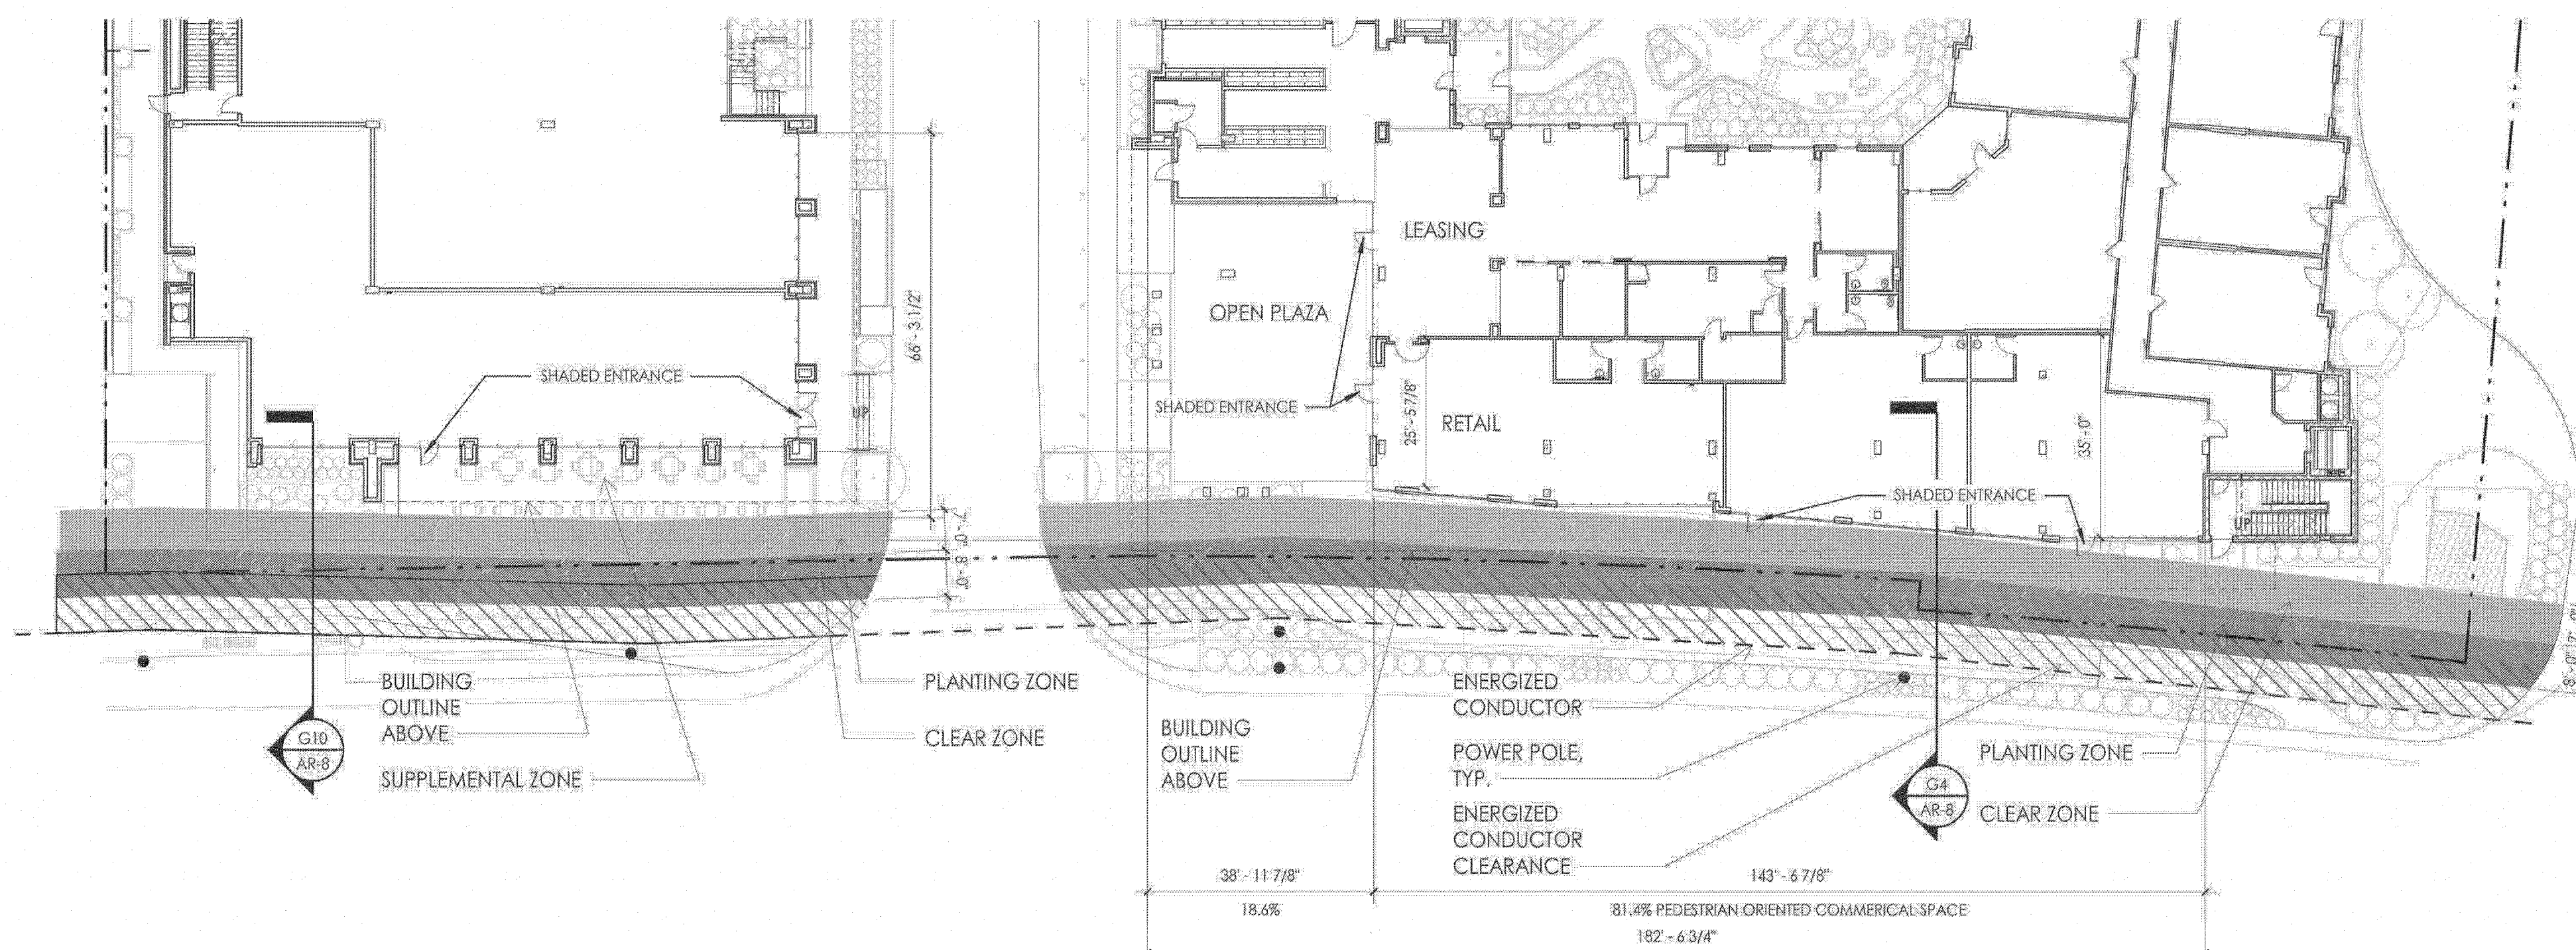 LEASING
OPEN PLAZA
66' - 3 1/2"
SHADED ENTRANCE
UP
SHADED ENTRANCE
25' - 5 7/8"
RETAIL
35' - 0"
SHADED ENTRANCE
UP
7' - 0"
8' - 0"
7' - 0"
8' - 0"
BUILDING
OUTLINE
ABOVE
SUPPLEMENTAL ZONE
PLANTING ZONE
CLEAR ZONE
G10
AR-8
BUILDING
OUTLINE
ABOVE
ENERGIZED
CONDUCTOR
POWER POLE,
TYP.
ENERGIZED
CONDUCTOR
CLEARANCE
G4
AR-8
PLANTING ZONE
CLEAR ZONE
38' - 11 7/8"
143' - 6 7/8"
18.6%
81.4% PEDESTRIAN ORIENTED COMMERICAL SPACE
182' - 6 3/4"